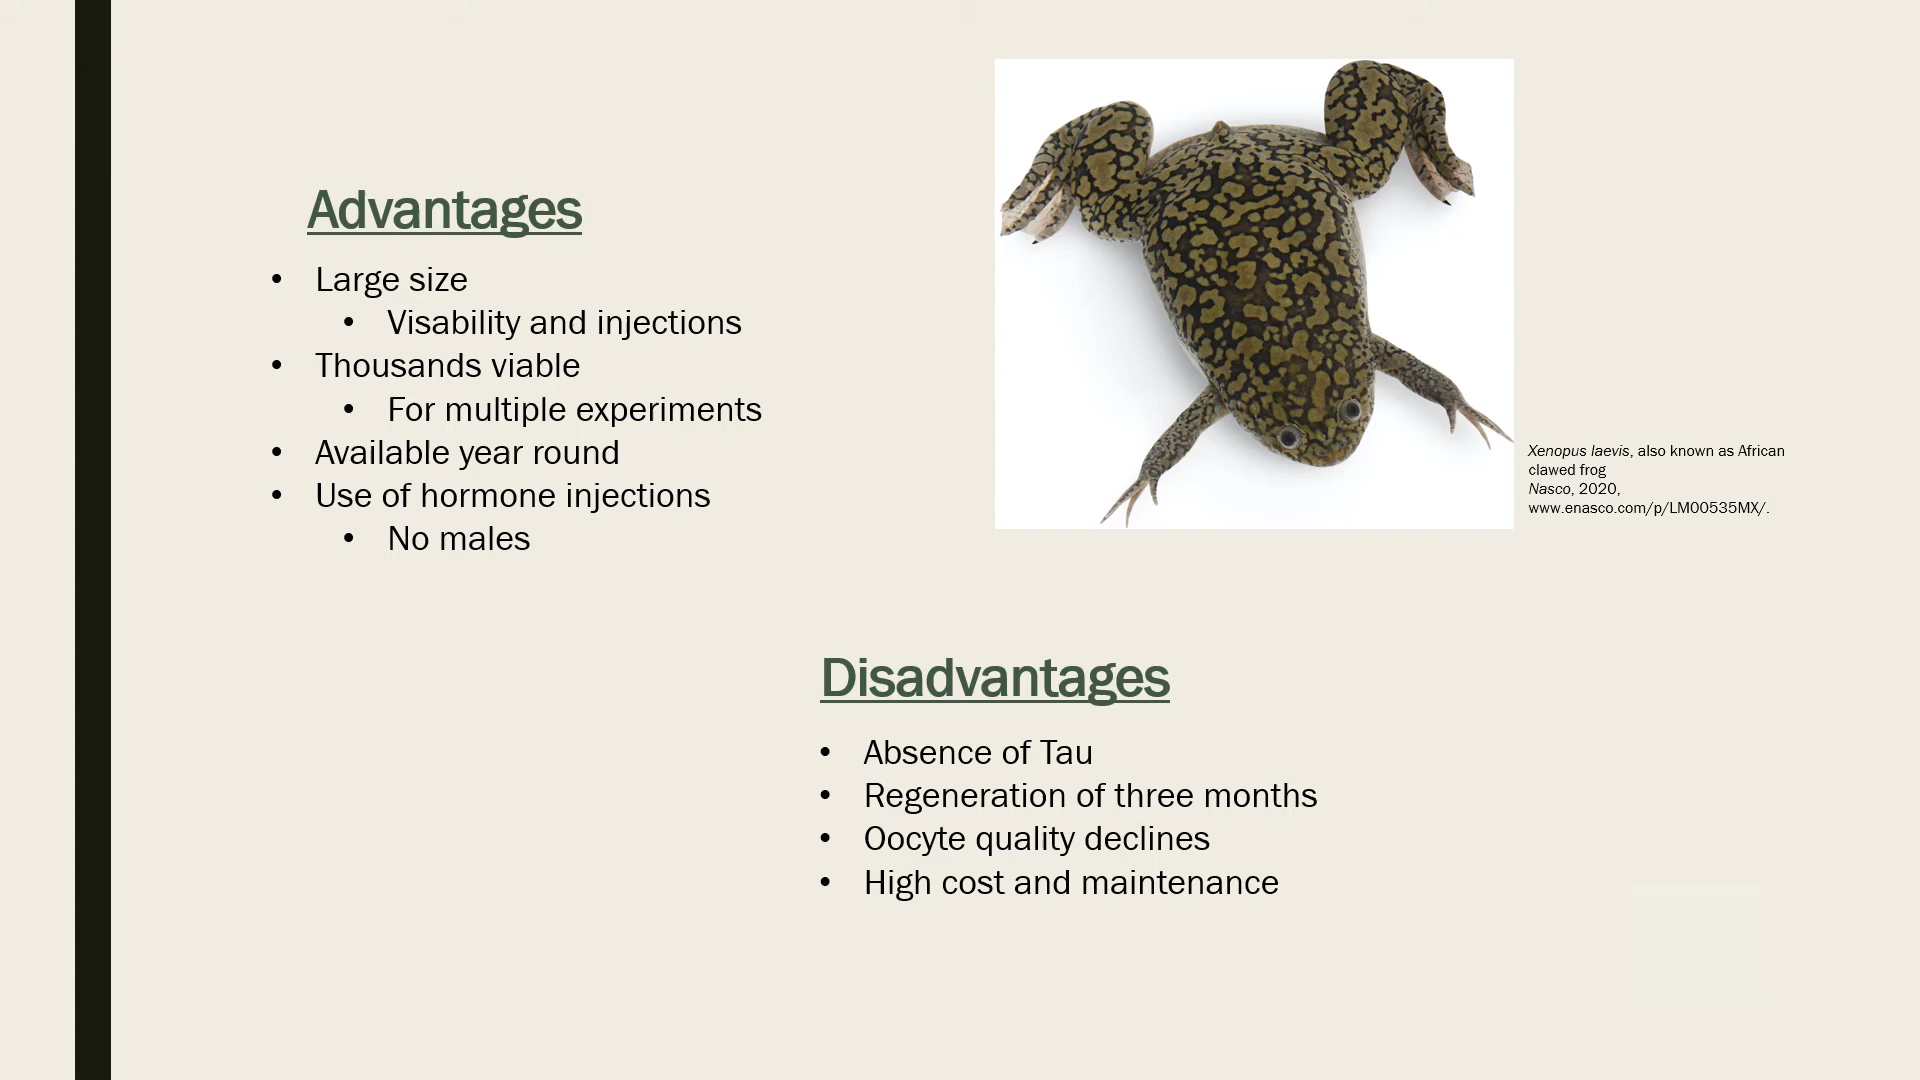 Advantages
• Large size
• Visability and injections
• Thousands viable
• For multiple experiments
• Available year round
• Use of hormone injections
• No males
Xenopus laevis, also known as African
clawed frog
Nasco, 2020,
www.enasco.com/p/LM00535MX/.
Disadvantages
• Absence of Tau
• Regeneration of three months
• Oocyte quality declines
• High cost and maintenance